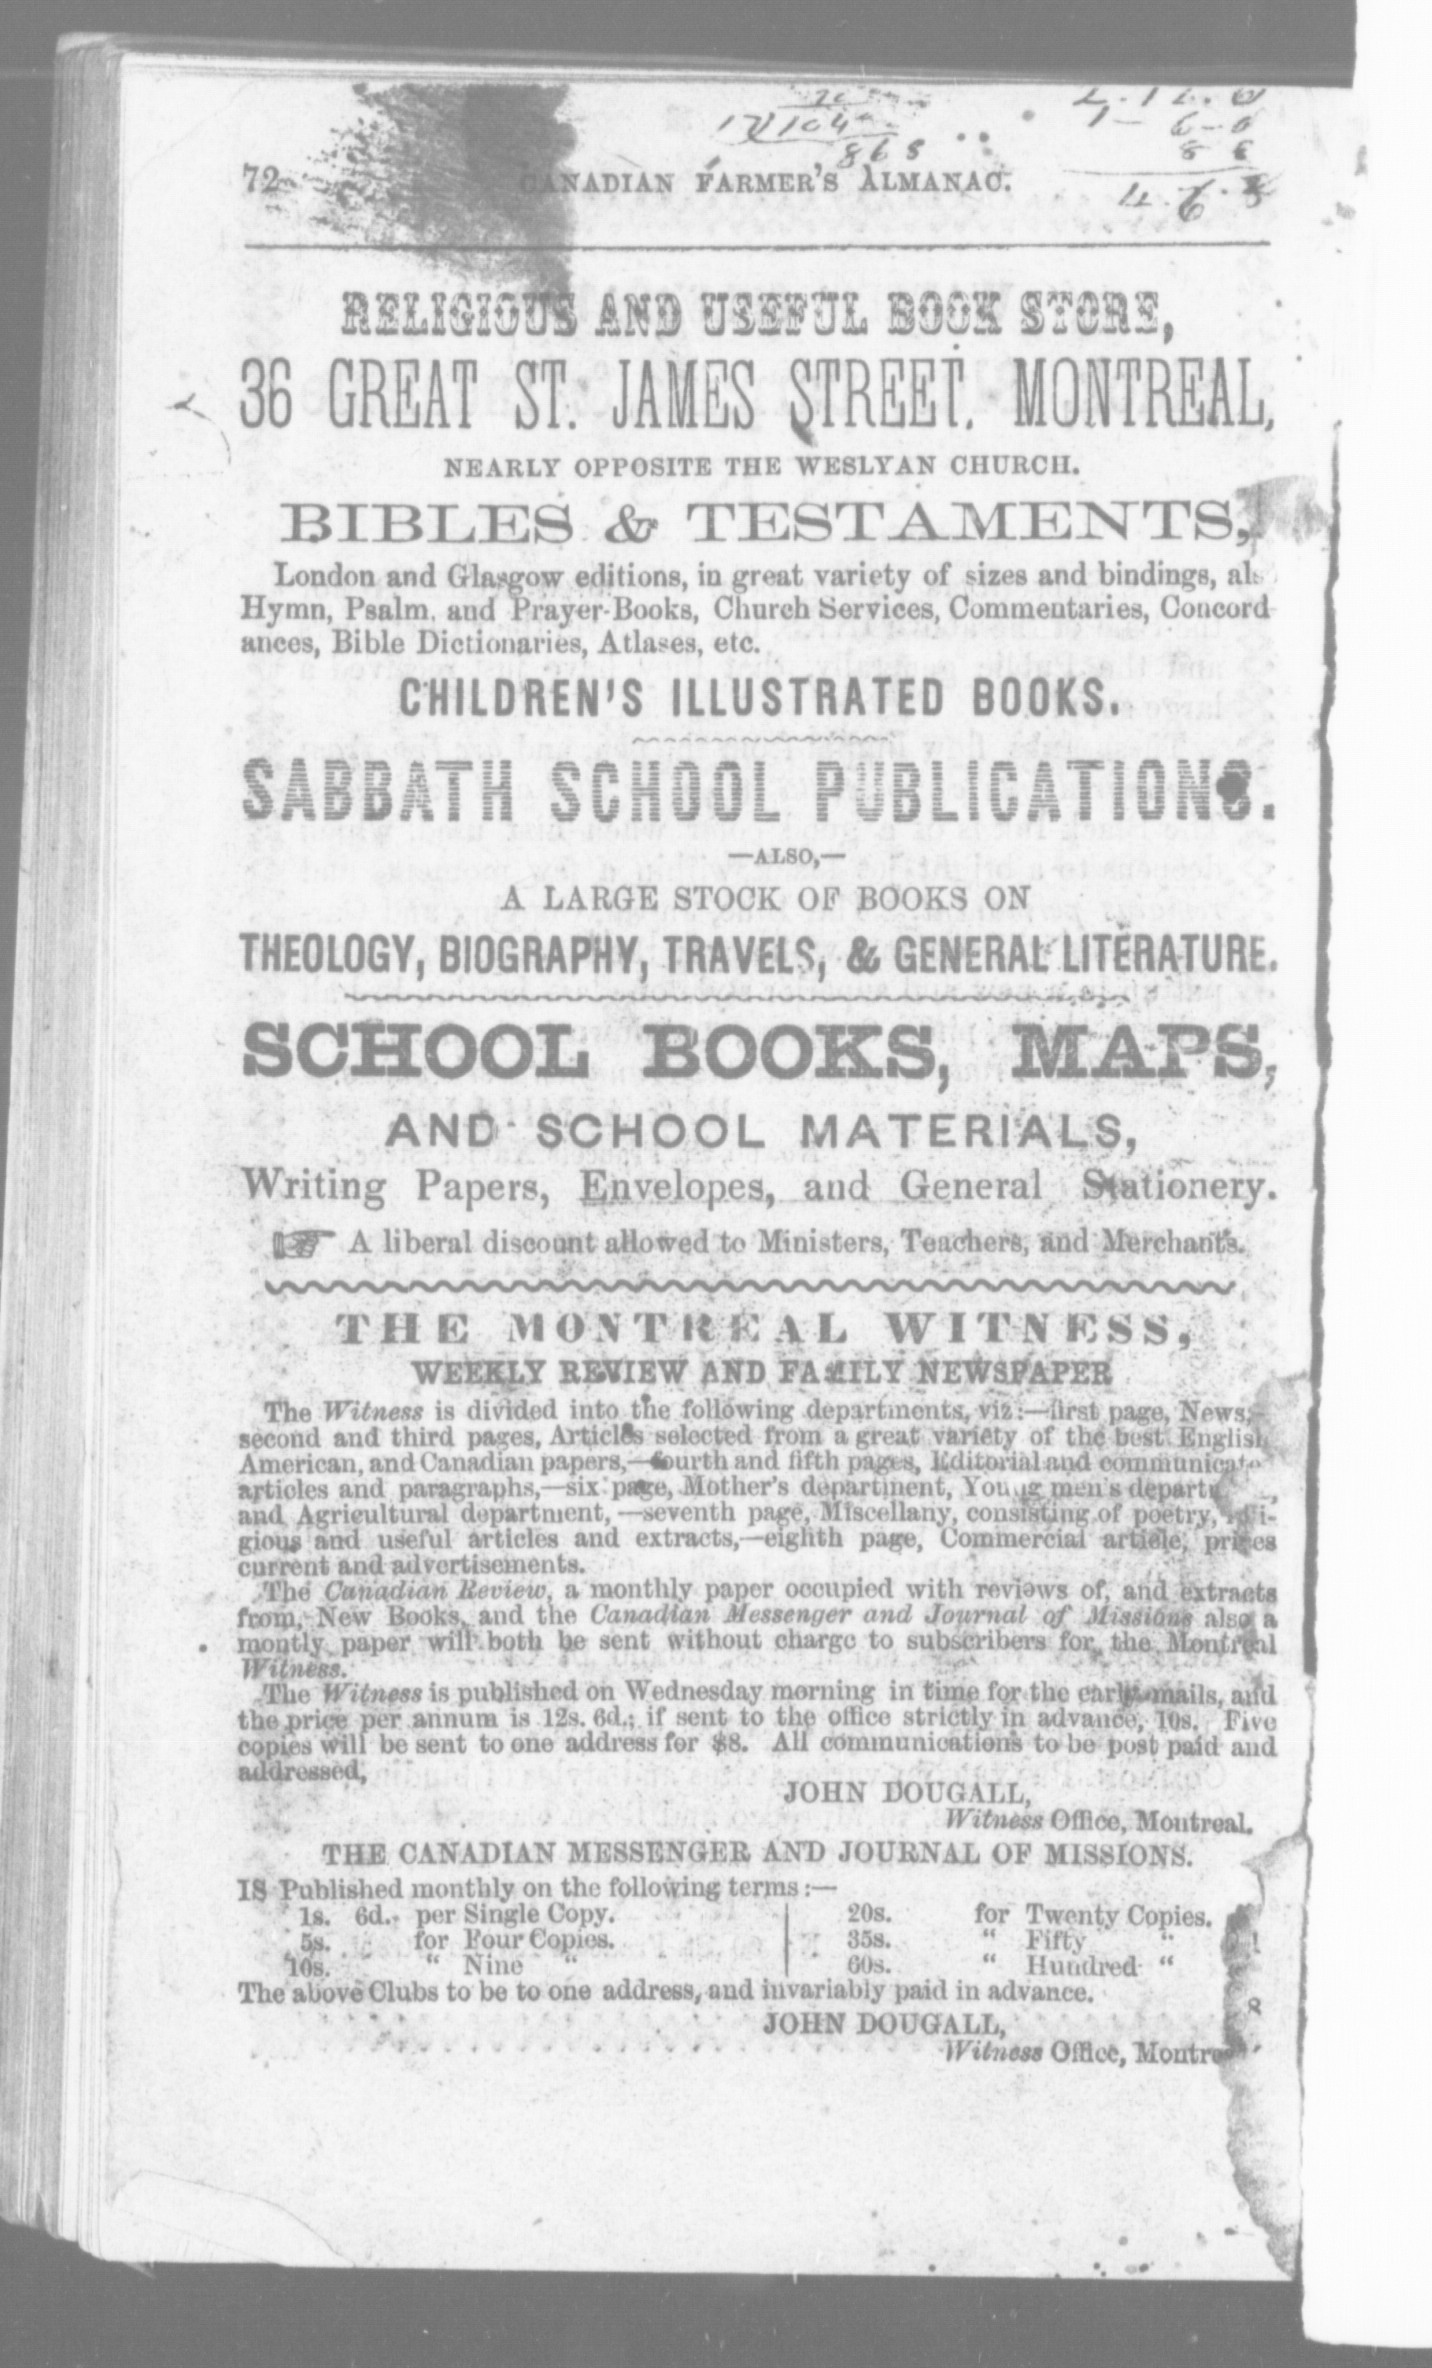 72 CANADIAN FARMER'S ALMANAC.
RELIGIOUS AND USEFUL BOOK STORE,
36 GREAT ST. JAMES STREET, MONTREAL,
NEARLY OPPOSITE THE WESLYAN CHURCH.
BIBLES & TESTAMENTS,
London and Glasgow editions, in great variety of sizes and bindings, als
Hymn, Psalm, and Prayer-Books, Church Services, Commentaries, Concord-
ances, Bible Dictionaries, Atlases, etc.
CHILDREN'S ILLUSTRATED BOOKS.
SABBATH SCHOOL PUBLICATIONS.
—ALSO,—
A LARGE STOCK OF BOOKS ON
THEOLOGY, BIOGRAPHY, TRAVELS, & GENERAL LITERATURE.
SCHOOL BOOKS, MAPS,
AND SCHOOL MATERIALS,
Writing Papers, Envelopes, and General Stationery.
☞ A liberal discount allowed to Ministers, Teachers, and Merchants.
THE MONTREAL WITNESS,
WEEKLY REVIEW AND FAMILY NEWSPAPER
The Witness is divided into the following departments, viz:—first page, News,—
second and third pages, Articles selected from a great variety of the best English
American, and Canadian papers,—fourth and fifth pages, Editorial and communicate
articles and paragraphs,—six page, Mother's department, Young men's depart
and Agricultural department,—seventh page, Miscellany, consisting of poetry, reli-
gious and useful articles and extracts,—eighth page, Commercial article, prices
current and advertisements.
The Canadian Review, a monthly paper occupied with reviews of, and extracts
from, New Books, and the Canadian Messenger and Journal of Missions also a
montly paper will both be sent without charge to subscribers for the Montreal
Witness.
The Witness is published on Wednesday morning in time for the early mails, and
the price per annum is 12s. 6d.; if sent to the office strictly in advance, 10s. Five
copies will be sent to one address for $8. All communications to be post paid and
addressed,
JOHN DOUGALL,
Witness Office, Montreal.
THE CANADIAN MESSENGER AND JOURNAL OF MISSIONS.
IS Published monthly on the following terms:—
1s. 6d. per Single Copy. 20s. for Twenty Copies.
5s. for Four Copies. 35s. " Fifty "
10s. " Nine " 60s. " Hundred "
The above Clubs to be to one address, and invariably paid in advance.
JOHN DOUGALL,
Witness Office, Montre